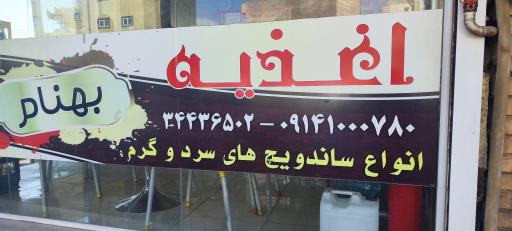 اغذیه
بهنام
۳۴۴۳۶۵۰۲ - ۰۹۱۴۱۰۰۰۷۸۰
انواع ساندویچ های سرد و گرم